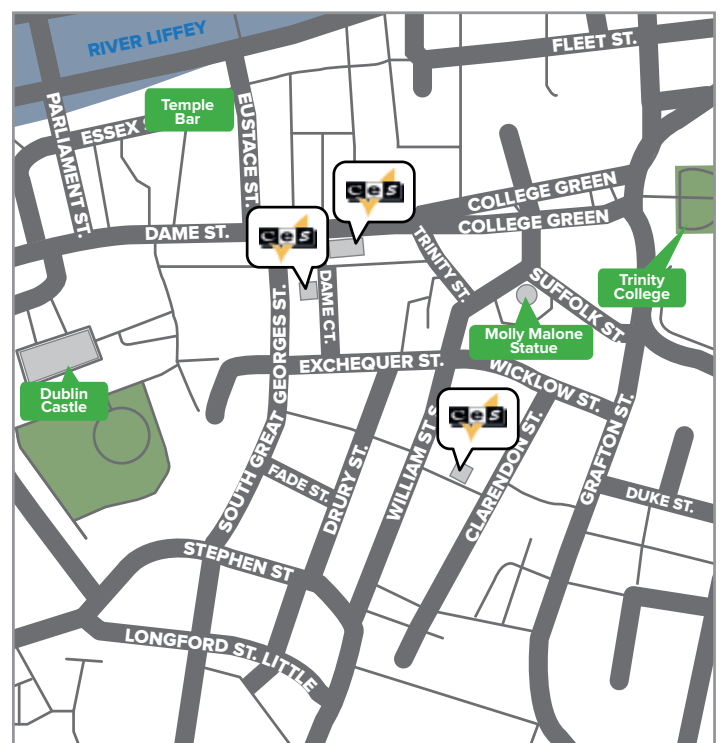 RIVER LIFFEY
FLEET ST.
PARLIAMENT ST.
ESSEX S
Temple
Bar
EUSTACE ST.
ces
COLLEGE GREEN
COLLEGE GREEN
DAME ST.
ces
TRINITY ST.
SUFFOLK ST.
Trinity
College
DAME CT.
Molly Malone
Statue
EXCHEQUER ST.
WICKLOW ST.
Dublin
Castle
SOUTH GREAT GEORGES ST.
ces
WILLIAM ST S
CLARENDON ST.
GRAFTON ST.
FADE ST.
DRURY ST.
DUKE ST.
STEPHEN ST
LONGFORD ST. LITTLE